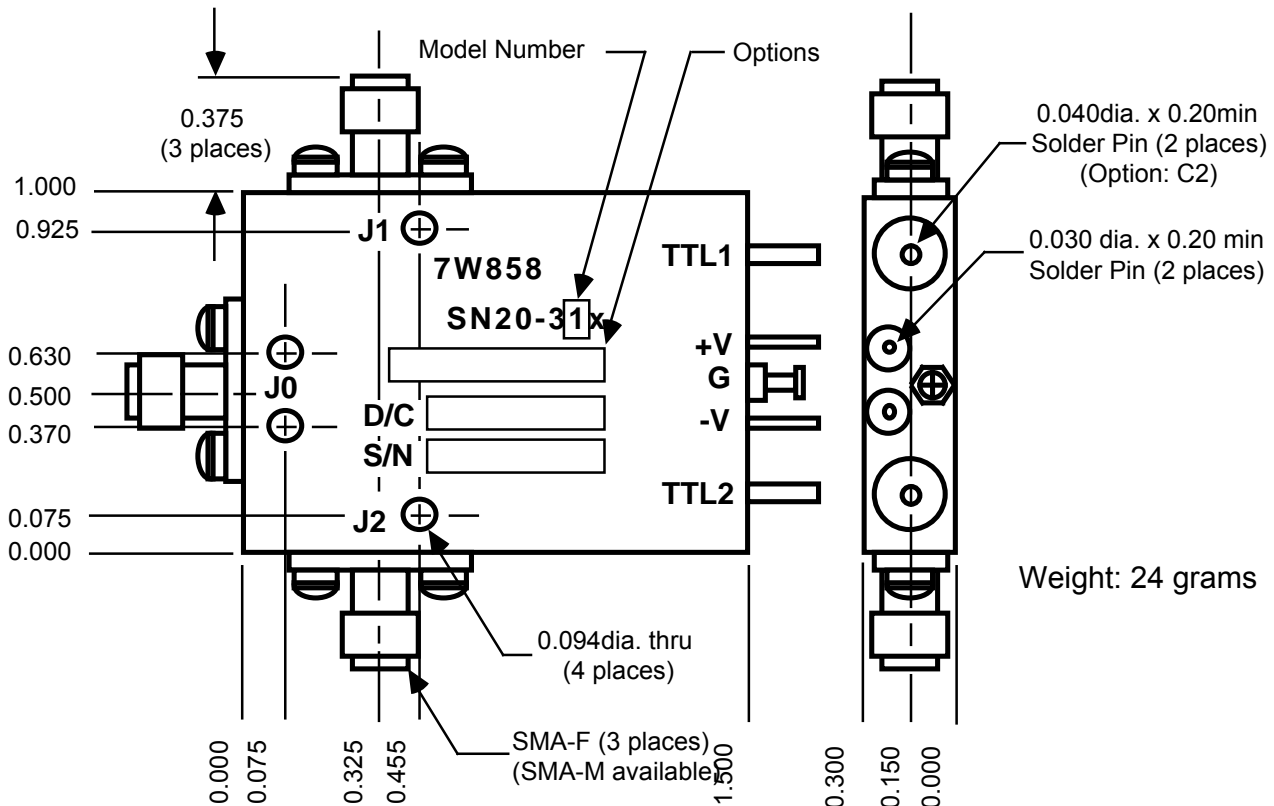 Model Number
Options
0.375
(3 places)
0.040dia. x 0.20min
Solder Pin (2 places)
(Option: C2)
1.000
0.925
0.630
0.500
0.370
0.075
0.000
J1
7W858
SN20-31x
J0
D/C
S/N
J2
TTL1
+V
G
-V
TTL2
0.030 dia. x 0.20 min
Solder Pin (2 places)
Weight: 24 grams
0.094dia. thru
(4 places)
SMA-F (3 places)
(SMA-M available)
0.000
0.075
0.325
0.455
1.500
0.300
0.150
0.000